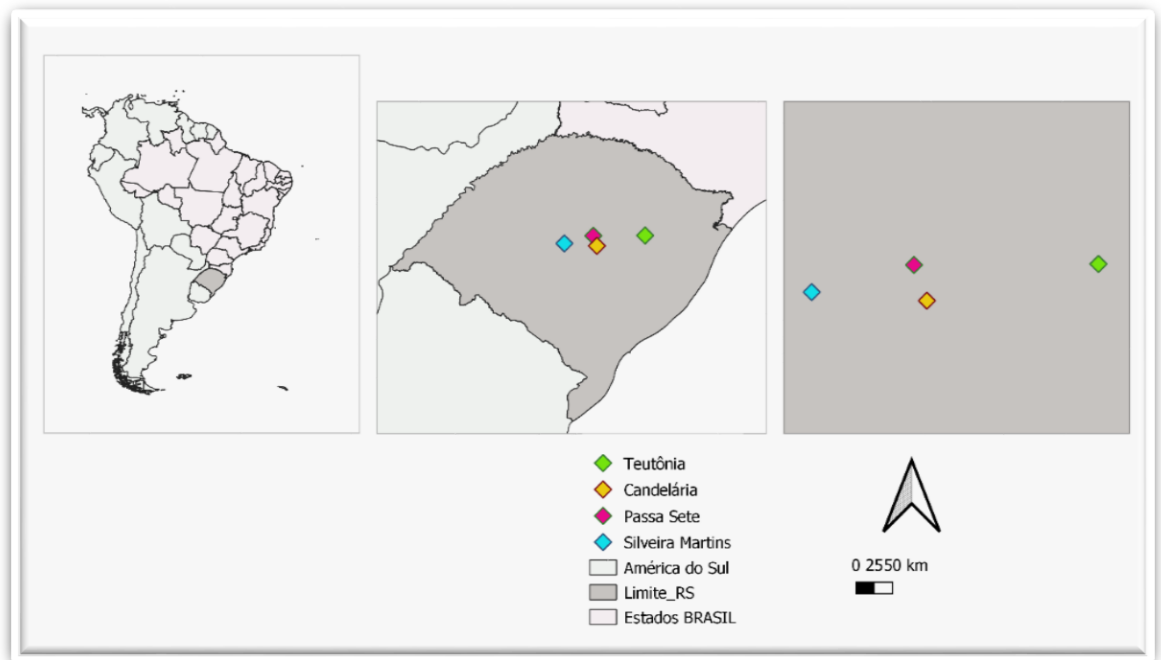 Teutônia
Candelária
Passa Sete
Silveira Martins
América do Sul
Limite_RS
Estados BRASIL
0 2550 km